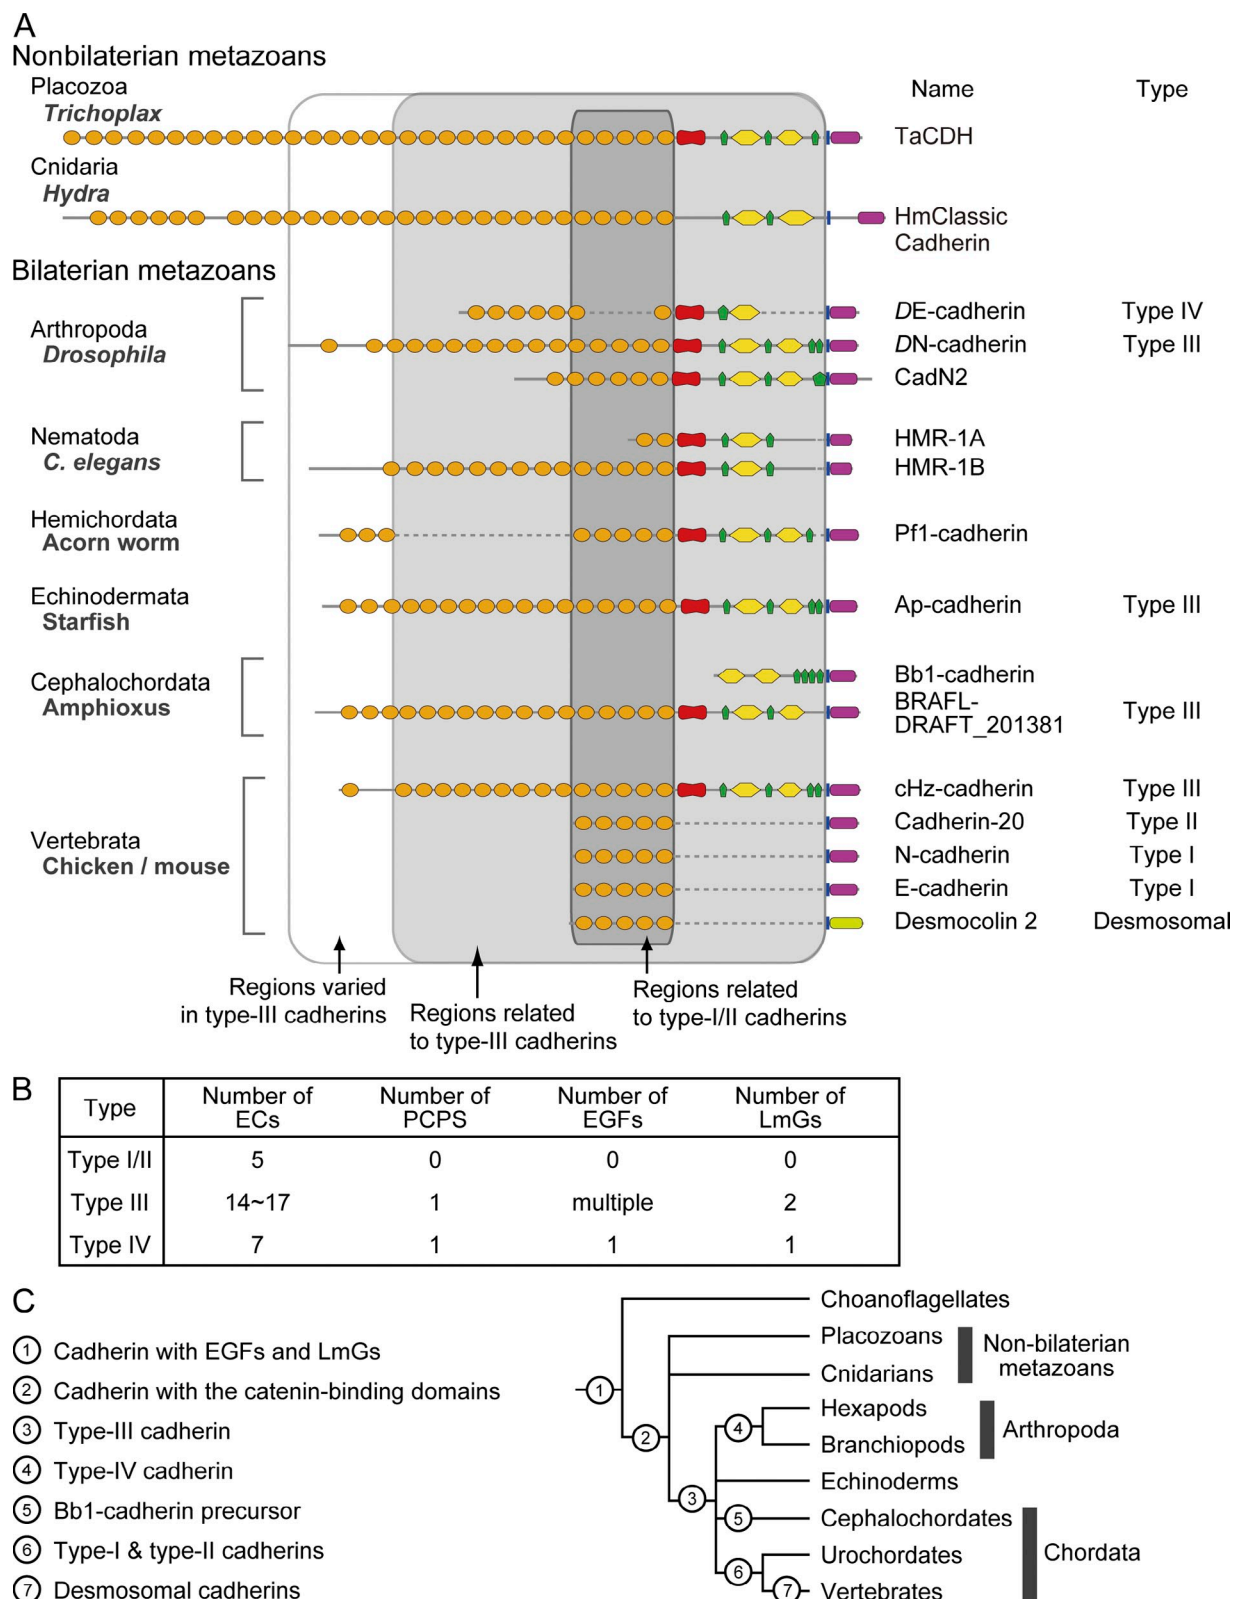 A
Nonbilaterian metazoans
Placozoa
Trichoplax
Name
Type
TaCDH
Cnidaria
Hydra
HmClassic
Cadherin
Bilaterian metazoans
Arthropoda
Drosophila
DE-cadherin
Type IV
DN-cadherin
Type III
CadN2
Nematoda
C. elegans
HMR-1A
HMR-1B
Hemichordata
Acorn worm
Pf1-cadherin
Echinodermata
Starfish
Ap-cadherin
Type III
Cephalochordata
Amphioxus
Bb1-cadherin
BRAFL-
DRAFT_201381
Type III
Vertebrata
Chicken / mouse
cHz-cadherin
Type III
Cadherin-20
Type II
N-cadherin
Type I
E-cadherin
Type I
Desmocolin 2
Desmosomal
Regions varied
in type-III cadherins
Regions related
to type-III cadherins
Regions related
to type-I/II cadherins
B
Type
Number of
ECs
Number of
PCPS
Number of
EGFs
Number of
LmGs
Type I/II 5 0 0 0
Type III 14~17 1 multiple 2
Type IV 7 1 1 1
C
1 Cadherin with EGFs and LmGs
2 Cadherin with the catenin-binding domains
3 Type-III cadherin
4 Type-IV cadherin
5 Bb1-cadherin precursor
6 Type-I & type-II cadherins
7 Desmosomal cadherins
1
2
3
4
5
6
7
Choanoflagellates
Placozoans
Cnidarians
Non-bilaterian
metazoans
Hexapods
Branchiopods
Arthropoda
Echinoderms
Cephalochordates
Urochordates
Vertebrates
Chordata